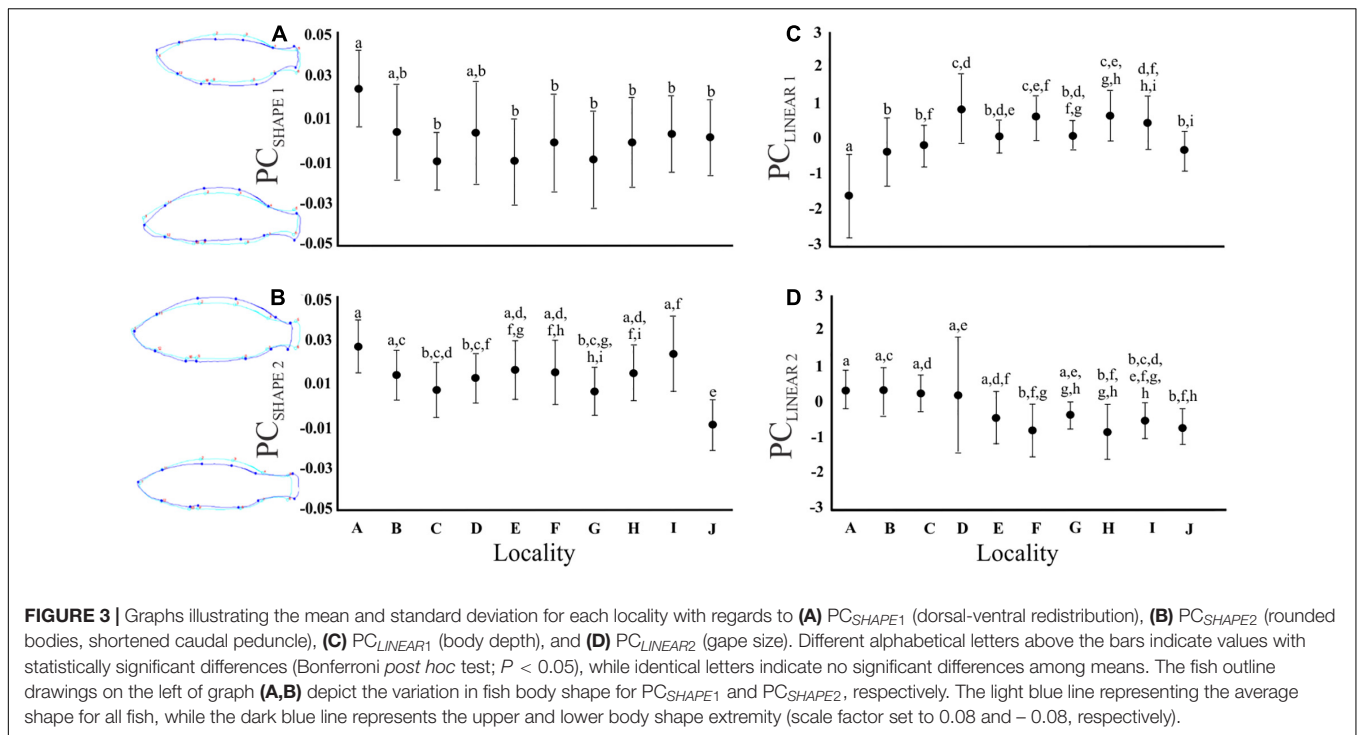 A
0.05
0.03
0.01
-0.01
-0.03
-0.05
PC SHAPE 1
a
a,b
b
a,b
b
b
b
b
b
b
C
3
2
1
0
-1
-2
-3
PC LINEAR 1
a
b
b,f
c,d
b,d,e
c,e,f
b,d,
f,g
c,e,
g,h
d,f,
h,i
b,i
B
0.05
0.03
0.01
-0.01
-0.03
-0.05
PC SHAPE 2
a
a,c
b,c,d
b,c,f
a,d,
f,g
a,d,
f,h
b,c,g,
h,i
a,d,
f,i
a,f
e
A B C D E F G H I J
Locality
D
3
2
1
0
-1
-2
-3
PC LINEAR 2
a
a,c
a,d
a,e
a,d,f
b,f,g
a,e,
g,h
b,f,
g,h
b,c,d,
e,f,g,
h
b,f,h
A B C D E F G H I J
Locality
FIGURE 3 | Graphs illustrating the mean and standard deviation for each locality with regards to (A) PCSHAPE1 (dorsal-ventral redistribution), (B) PCSHAPE2 (rounded
bodies, shortened caudal peduncle), (C) PCLINEAR1 (body depth), and (D) PCLINEAR2 (gape size). Different alphabetical letters above the bars indicate values with
statistically significant differences (Bonferroni post hoc test; P < 0.05), while identical letters indicate no significant differences among means. The fish outline
drawings on the left of graph (A,B) depict the variation in fish body shape for PCSHAPE1 and PCSHAPE2, respectively. The light blue line representing the average
shape for all fish, while the dark blue line represents the upper and lower body shape extremity (scale factor set to 0.08 and – 0.08, respectively).